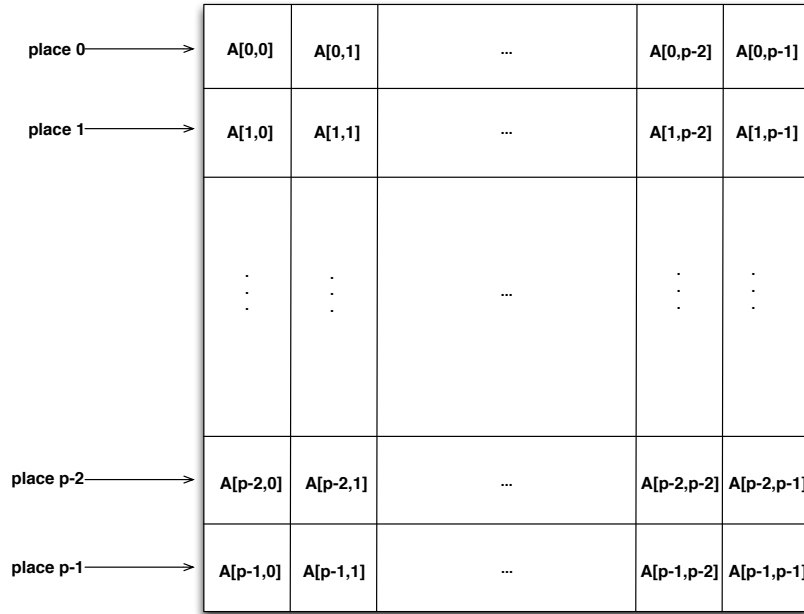 place 0 A[0,0] A[0,1] ... A[0,p-2] A[0,p-1]
place 1 A[1,0] A[1,1] ... A[1,p-2] A[1,p-1]
. . ... . .
. . . .
. . . .
place p-2 A[p-2,0] A[p-2,1] ... A[p-2,p-2] A[p-2,p-1]
place p-1 A[p-1,0] A[p-1,1] ... A[p-1,p-2] A[p-1,p-1]